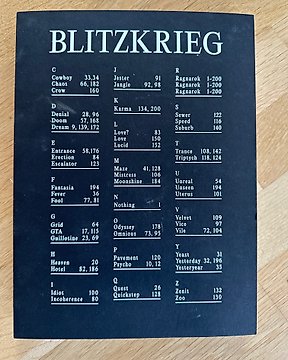 BLITZKRIEG
C
Cowboy 33,34
Chaos 66, 182
Crow 160
D
Denial 28, 96
Doom 57, 168
Dream 9, 139, 172
E
Entrance 58,176
Erection 84
Escalator 123
F
Fantasia 194
Fever 36
Fool 77, 81
G
Grid 64
GTA 17, 115
Guillotine 23, 69
H
Heaven 20
Hotel 52, 186
I
Idiot 100
Incoherence 80
J
Jester 91
Jungle 92, 98
K
Karma 134, 200
L
Love? 83
Love 150
Lucid 152
M
Maze 41, 128
Mistress 106
Moonshine 184
N
Nothing 1
O
Odyssey 178
Omnious 73, 95
P
Pavement 120
Psycho 10, 12
Q
Quest 26
Quickstep 128
R
Ragnarok 1-200
Ragnarok 1-200
Ragnarok 1-200
S
Sewer 122
Speed 116
Suburb 140
T
Trance 108, 142
Triptych 118, 124
U
Unreal 54
Unseen 194
Uterus 101
V
Velvet 109
Vice 97
Vile 72, 104
Y
Yeast 31
Yesterday 32, 196
Yesteryear 35
Z
Zenit 132
Zoo 130